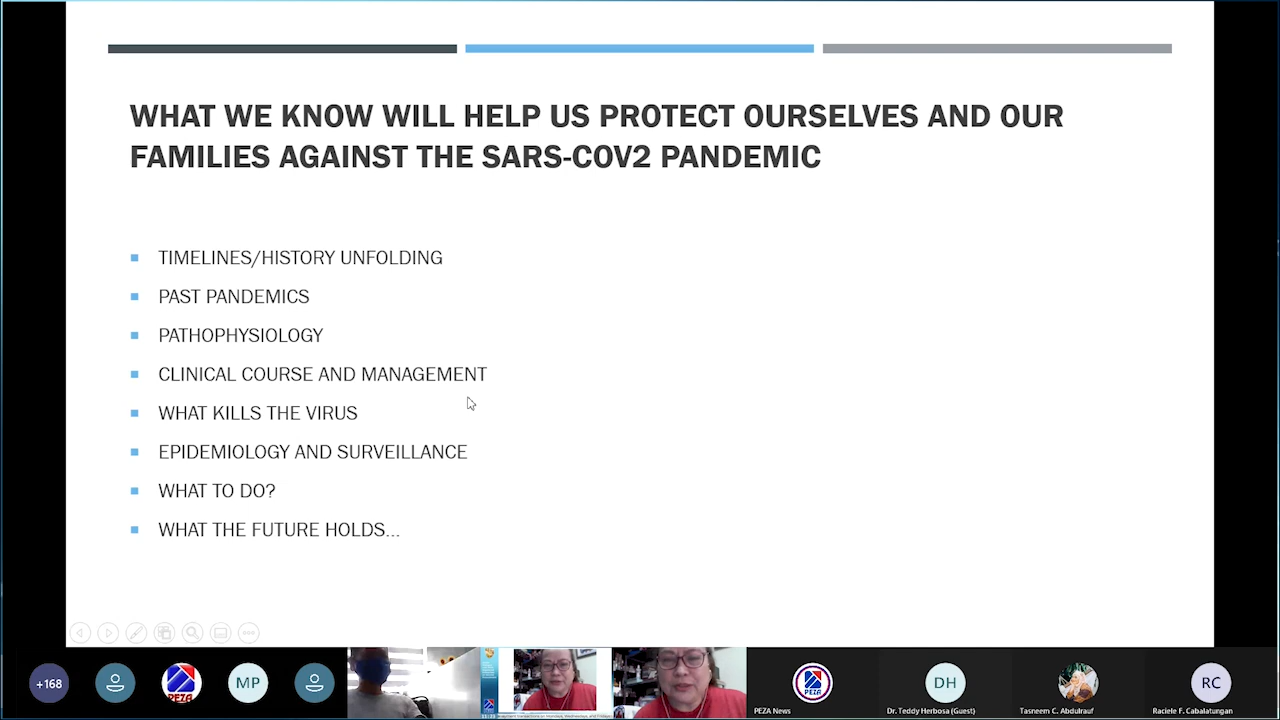 WHAT WE KNOW WILL HELP US PROTECT OURSELVES AND OUR
FAMILIES AGAINST THE SARS-COV2 PANDEMIC
TIMELINES/HISTORY UNFOLDING
PAST PANDEMICS
PATHOPHYSIOLOGY
CLINICAL COURSE AND MANAGEMENT
WHAT KILLS THE VIRUS
EPIDEMIOLOGY AND SURVEILLANCE
WHAT TO DO?
WHAT THE FUTURE HOLDS...
+168
PEZA
MP
PEZA
DH
RC
PEZA News
Dr. Teddy Herbosa (Guest)
Tasneem C. Abdulrauf
Raciele F. Cabalatungan